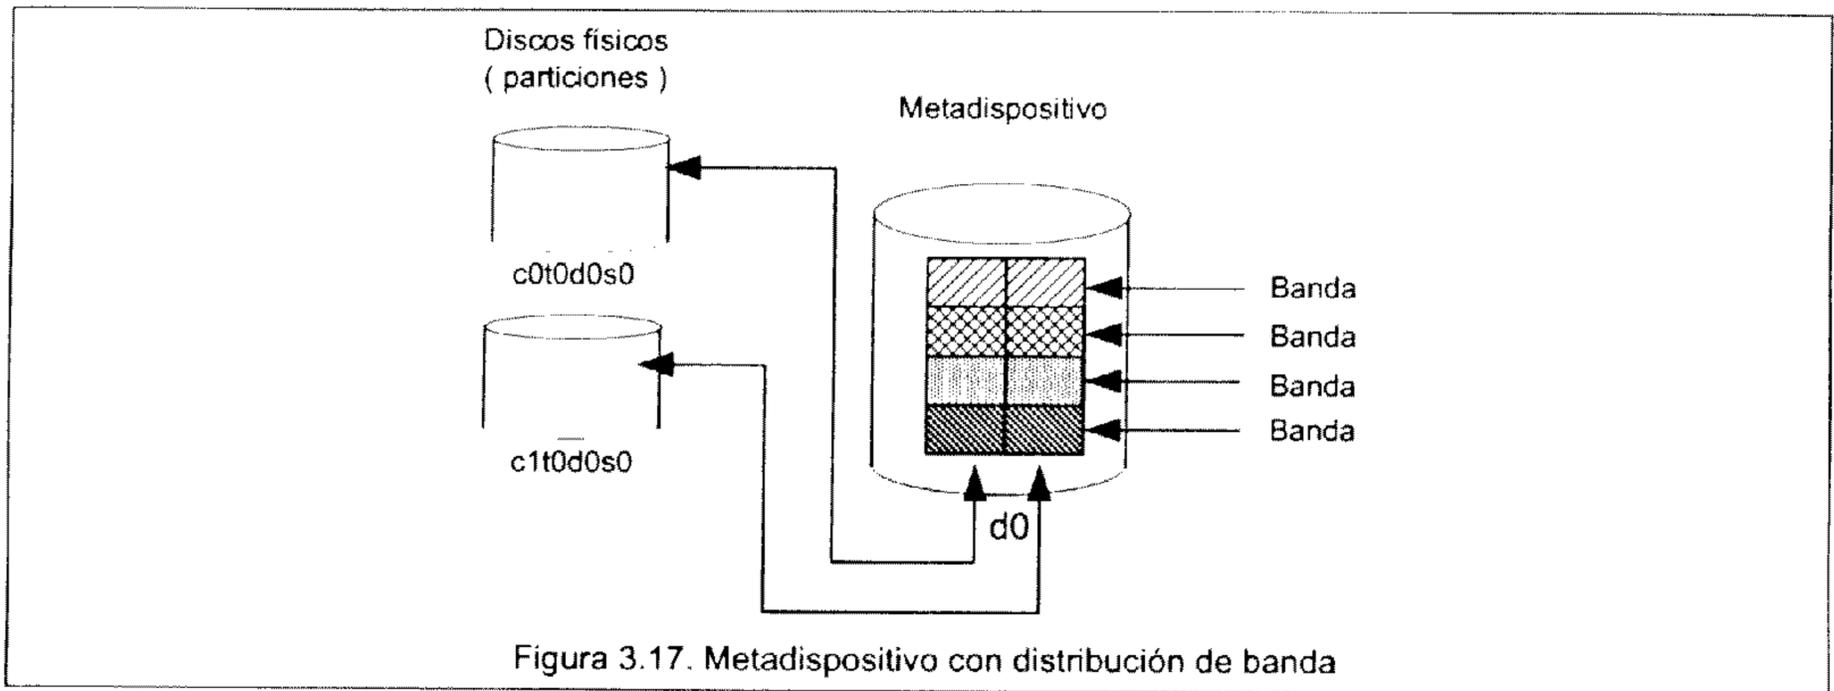 Discos físicos
( particiones )
Metadispositivo
c0t0d0s0
Banda
Banda
Banda
Banda
c1t0d0s0
d0
Figura 3.17. Metadispositivo con distribución de banda